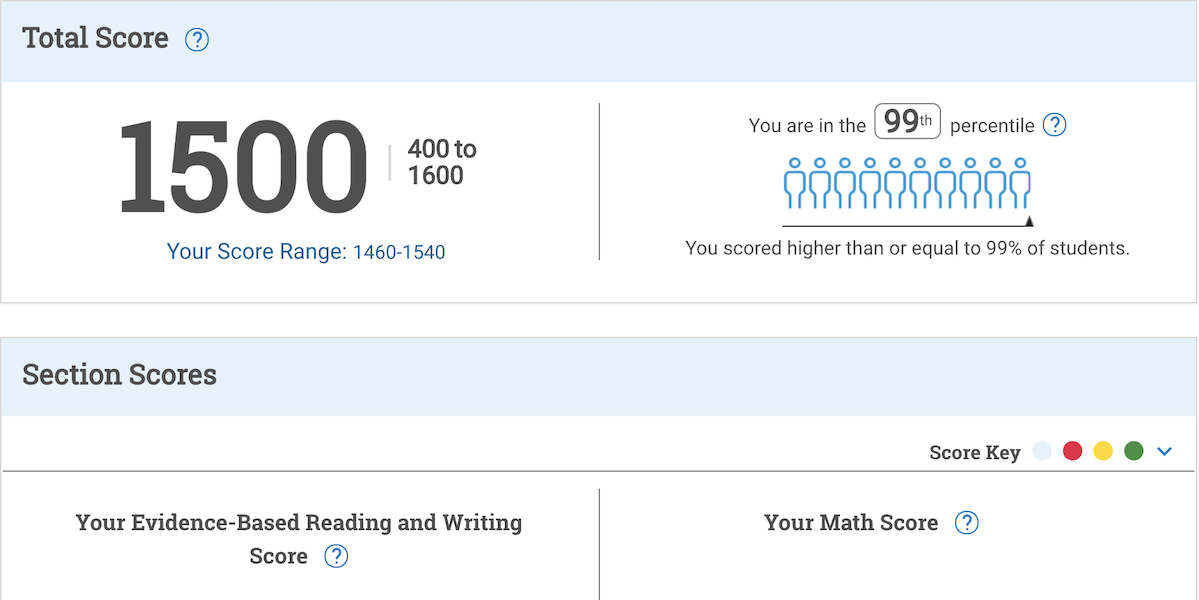 Total Score ?
1500
400 to
1600
Your Score Range: 1460-1540
You are in the 99th percentile ?
You scored higher than or equal to 99% of students.
Section Scores
Score Key
Your Evidence-Based Reading and Writing
Score ?
Your Math Score ?